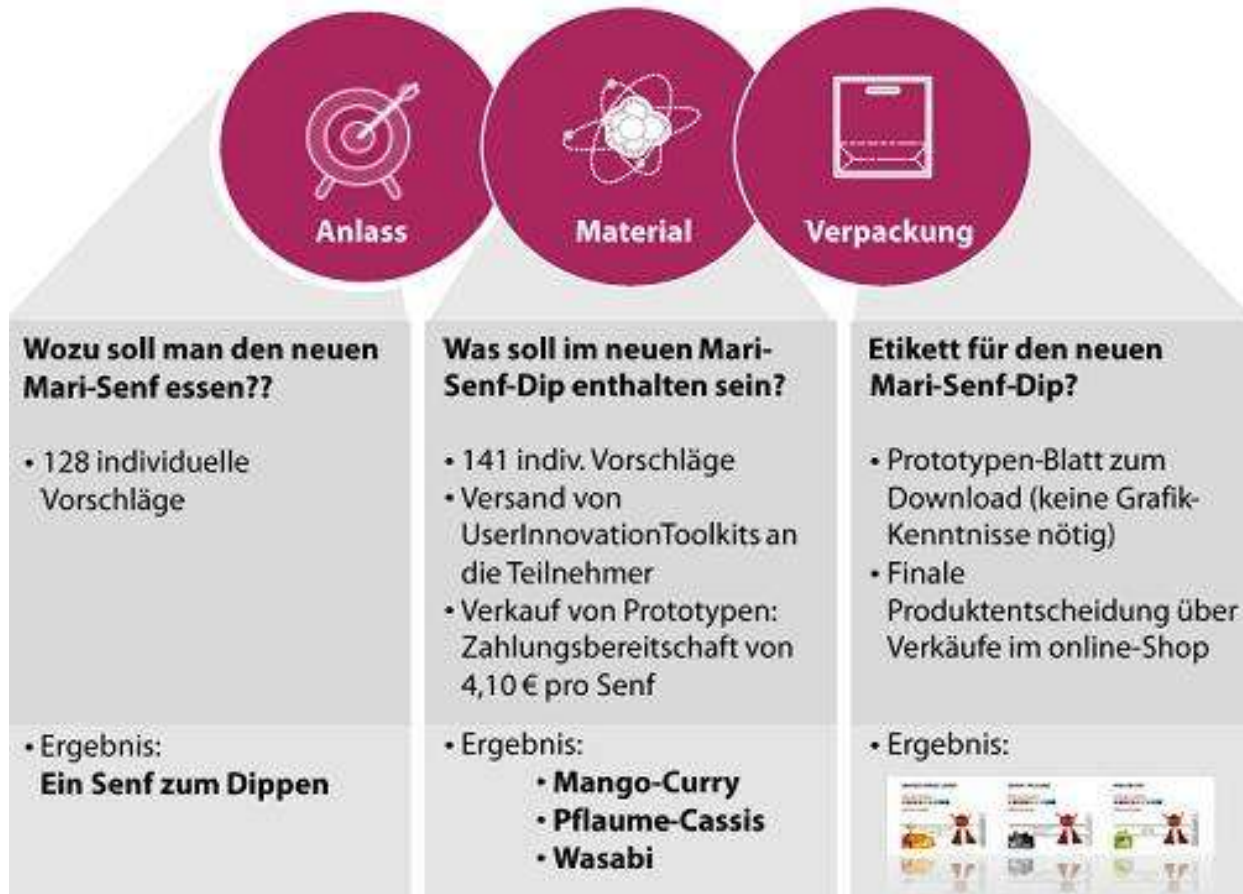 Anlass
Material
Verpackung
Wozu soll man den neuen
Mari-Senf essen??
• 128 individuelle
Vorschläge
• Ergebnis:
Ein Senf zum Dippen
Was soll im neuen Mari-
Senf-Dip enthalten sein?
• 141 indiv. Vorschläge
• Versand von
UserInnovationToolkits an
die Teilnehmer
• Verkauf von Prototypen:
Zahlungsbereitschaft von
4,10 € pro Senf
• Ergebnis:
• Mango-Curry
• Pflaume-Cassis
• Wasabi
Etikett für den neuen
Mari-Senf-Dip?
• Prototypen-Blatt zum
Download (keine Grafik-
Kenntnisse nötig)
• Finale
Produktentscheidung über
Verkäufe im online-Shop
• Ergebnis: